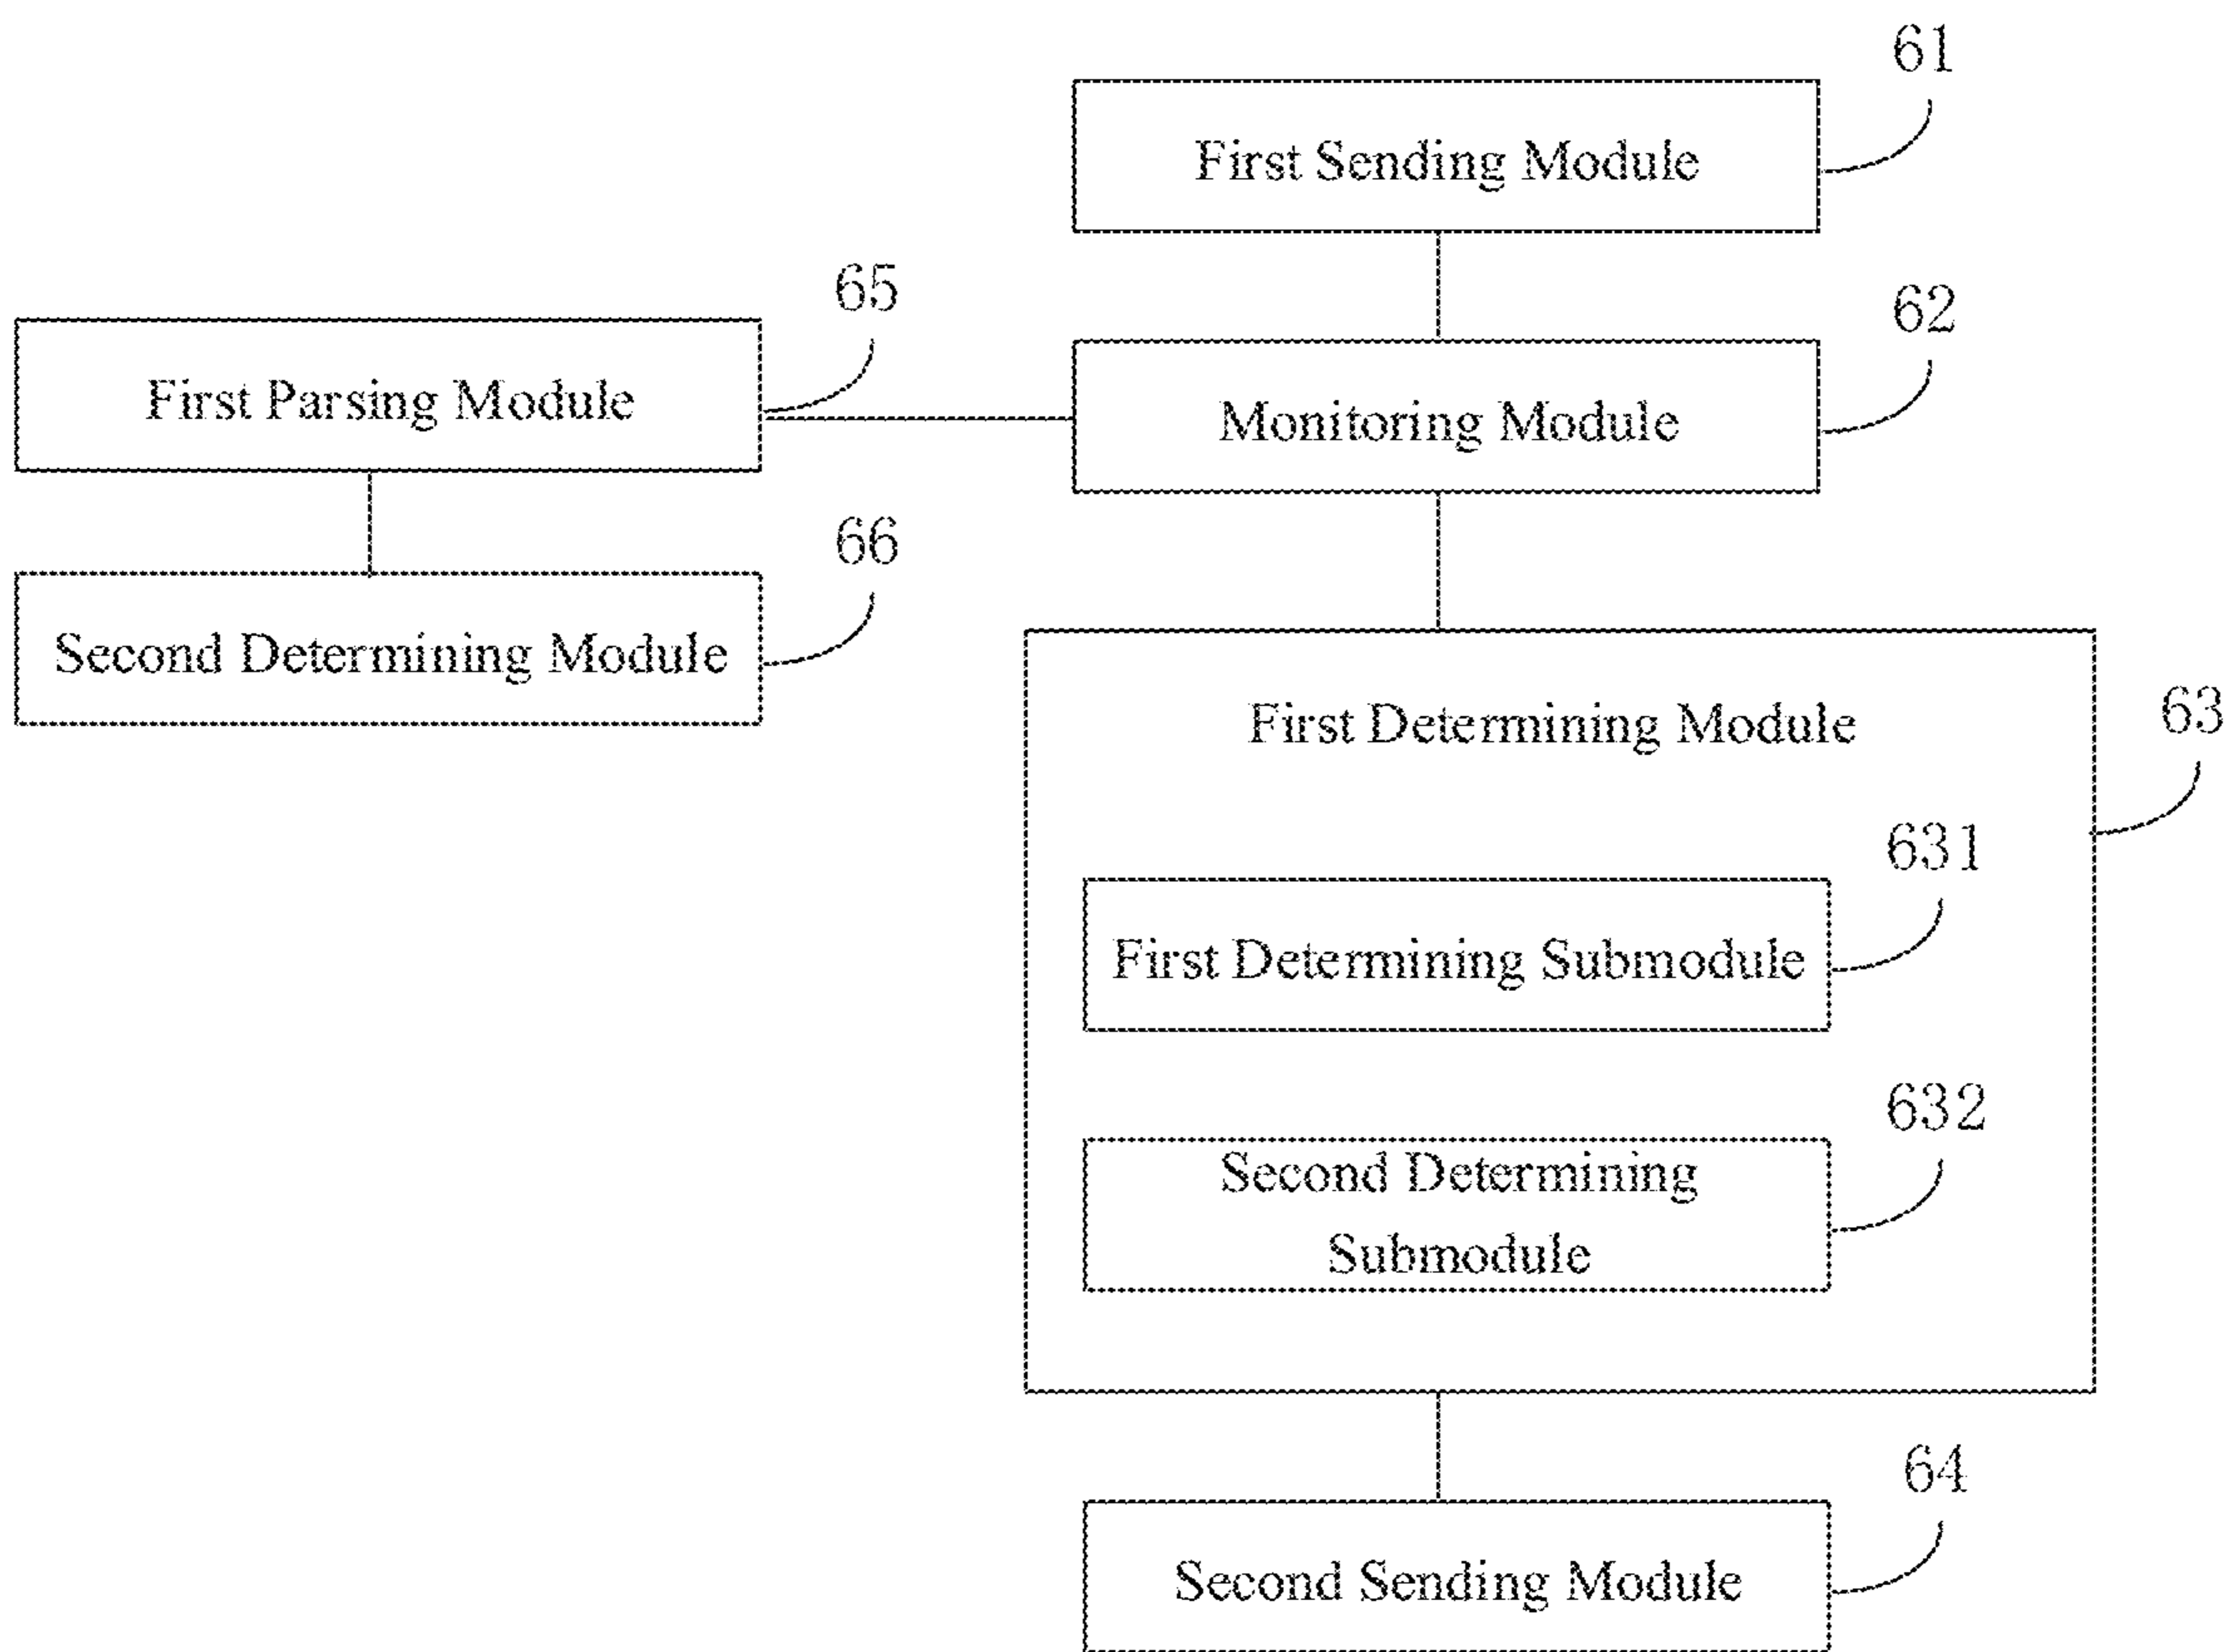 61
First Sending Module
65
62
First Parsing Module
Monitoring Module
66
Second Determining Module
63
First Determining Module
631
First Determining Submodule
632
Second Determining
Submodule
64
Second Sending Module